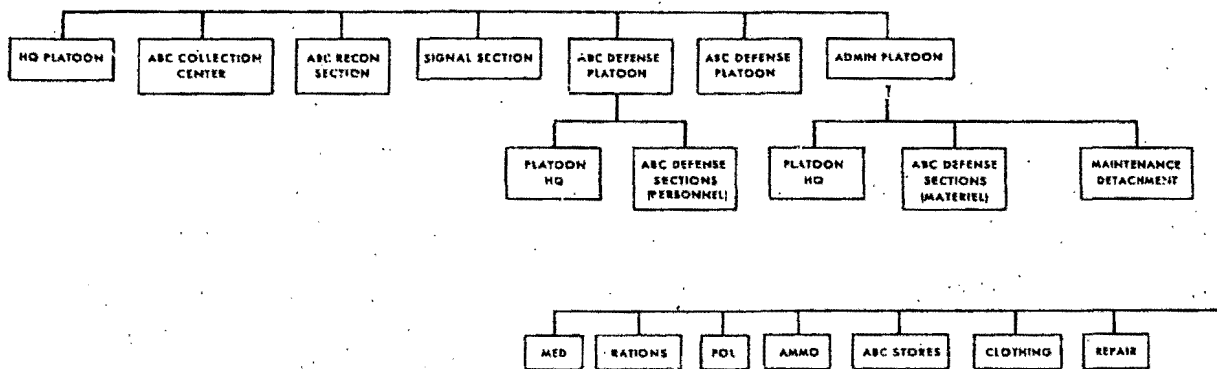 HQ PLATOON
ABC COLLECTION
CENTER
ABC RECON
SECTION
SIGNAL SECTION
ABC DEFENSE
PLATOON
ABC DEFENSE
PLATOON
ADMIN PLATOON
PLATOON
HQ
ABC DEFENSE
SECTIONS
(PERSONNEL)
PLATOON
HQ
ABC DEFENSE
SECTIONS
(MATERIEL)
MAINTENANCE
DETACHMENT
MED
RATIONS
POL
AMMO
ABC STORES
CLOTHING
REPAIR